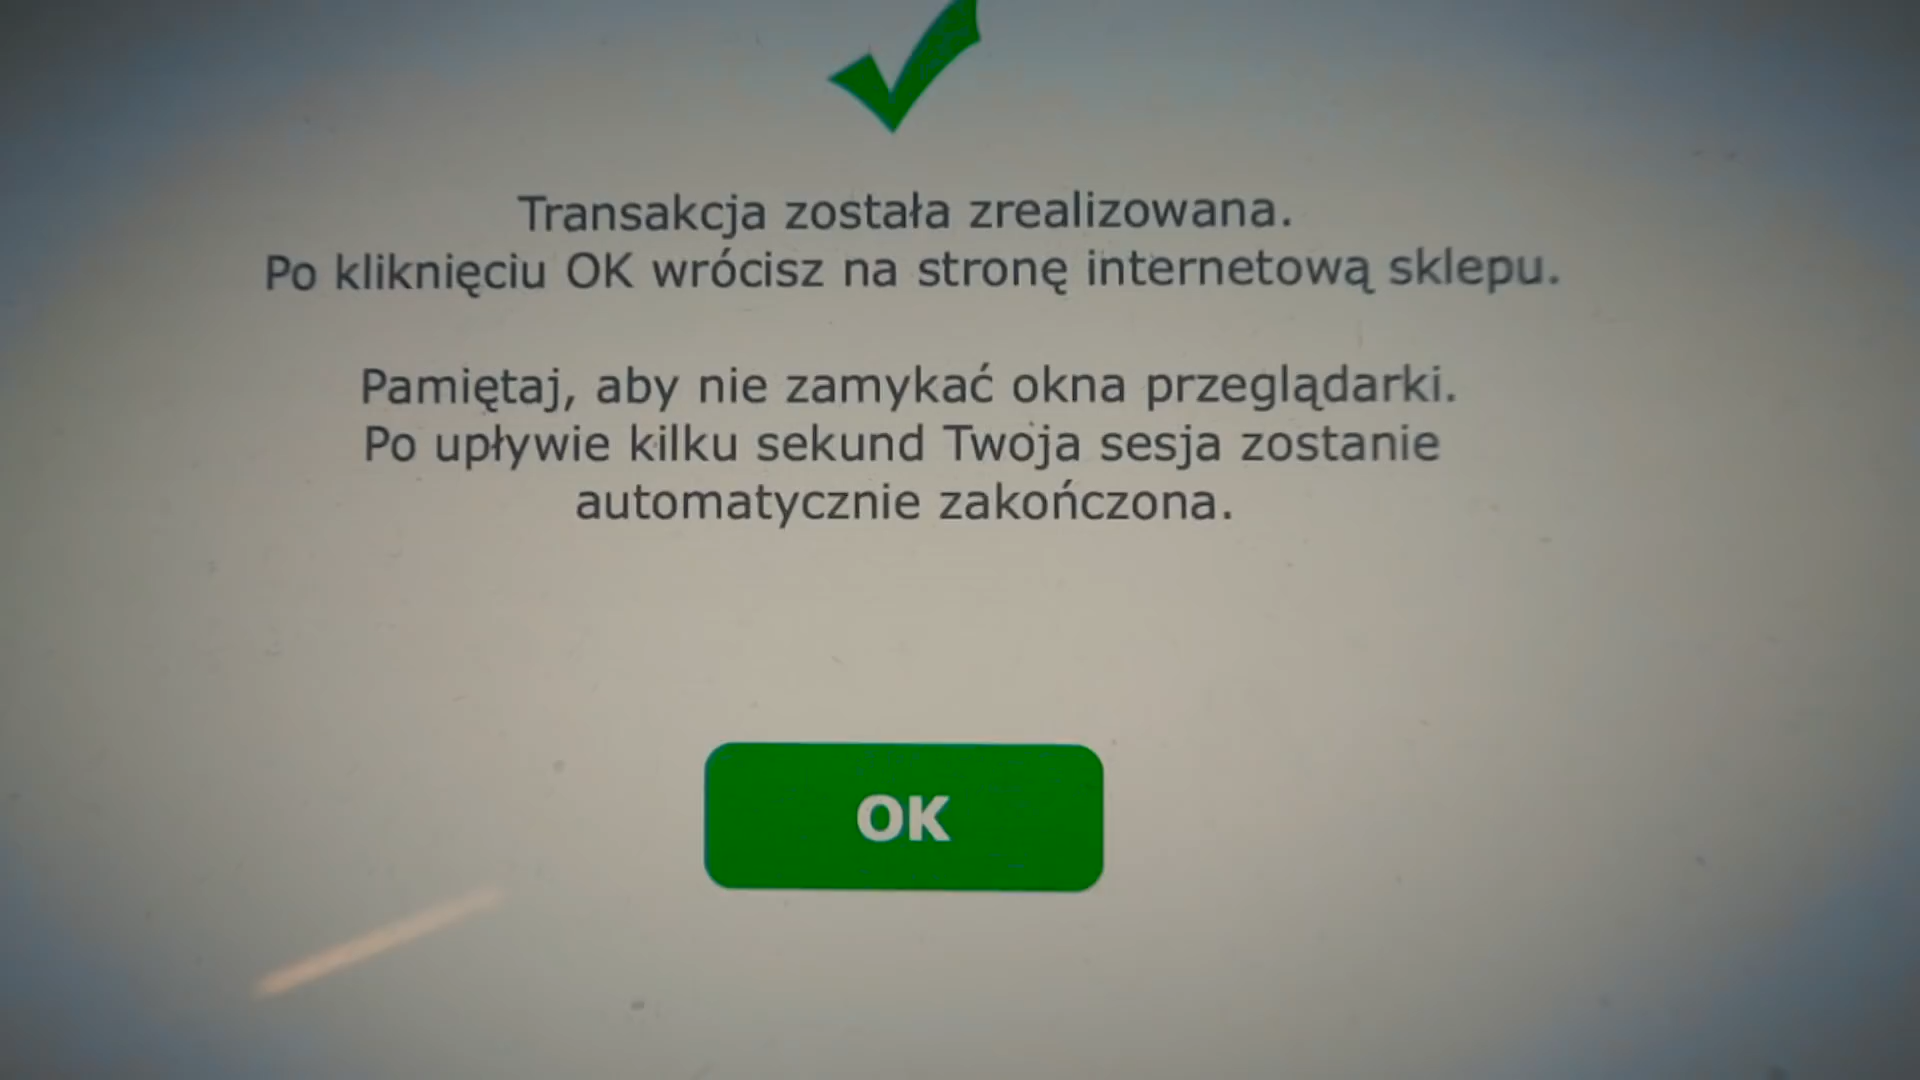 Transakcja została zrealizowana.
Po kliknięciu OK wrócisz na stronę internetową sklepu.
Pamiętaj, aby nie zamykać okna przeglądarki.
Po upływie kilku sekund Twoja sesja zostanie
automatycznie zakończona.
OK